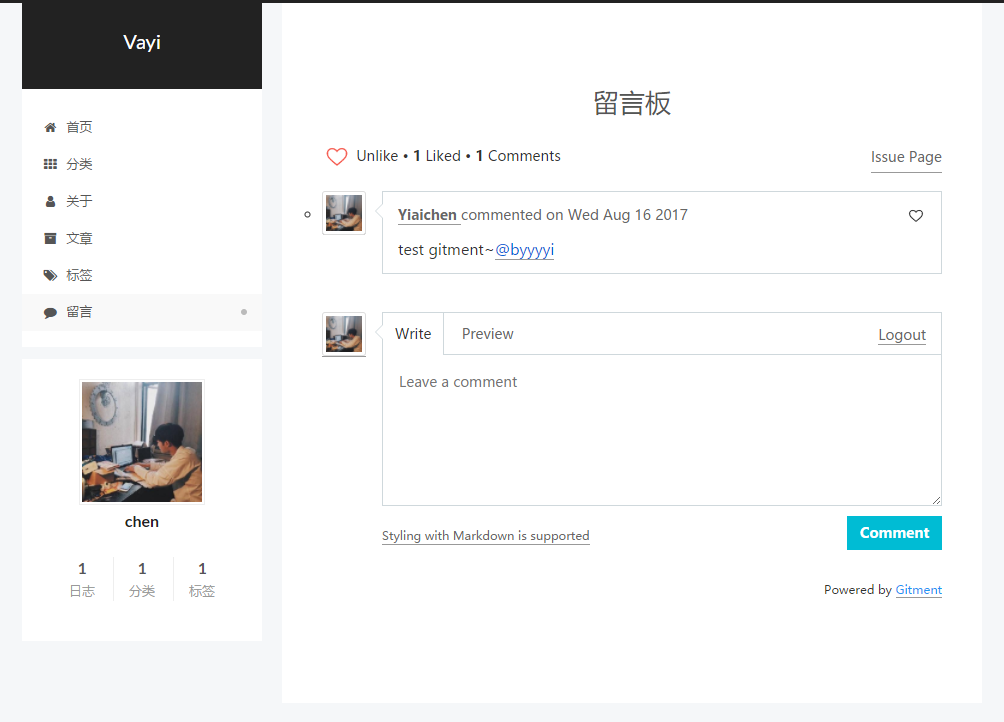 Vayi
首页
分类
关于
文章
标签
留言
chen
1 1 1
日志 分类 标签
留言板
Unlike • 1 Liked • 1 Comments Issue Page
Yiaichen commented on Wed Aug 16 2017
test gitment~@byyyyi
Write Preview Logout
Leave a comment
Styling with Markdown is supported Comment
Powered by Gitment